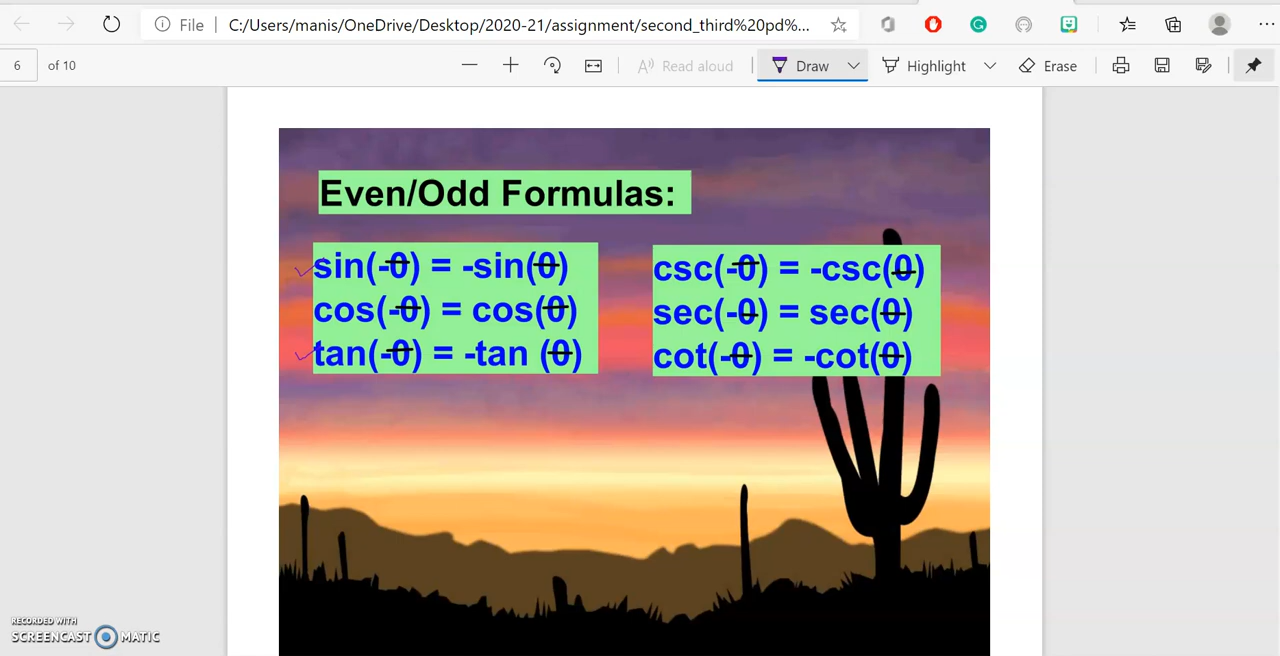 File | C:/Users/manis/OneDrive/Desktop/2020-21/assignment/second_third%20pd%...
6 of 10 Read aloud Draw Highlight Erase
Even/Odd Formulas:
sin(-θ) = -sin(θ)
cos(-θ) = cos(θ)
tan(-θ) = -tan (θ)
csc(-θ) = -csc(θ)
sec(-θ) = sec(θ)
cot(-θ) = -cot(θ)
RECORDED WITH
SCREENCAST MATIC